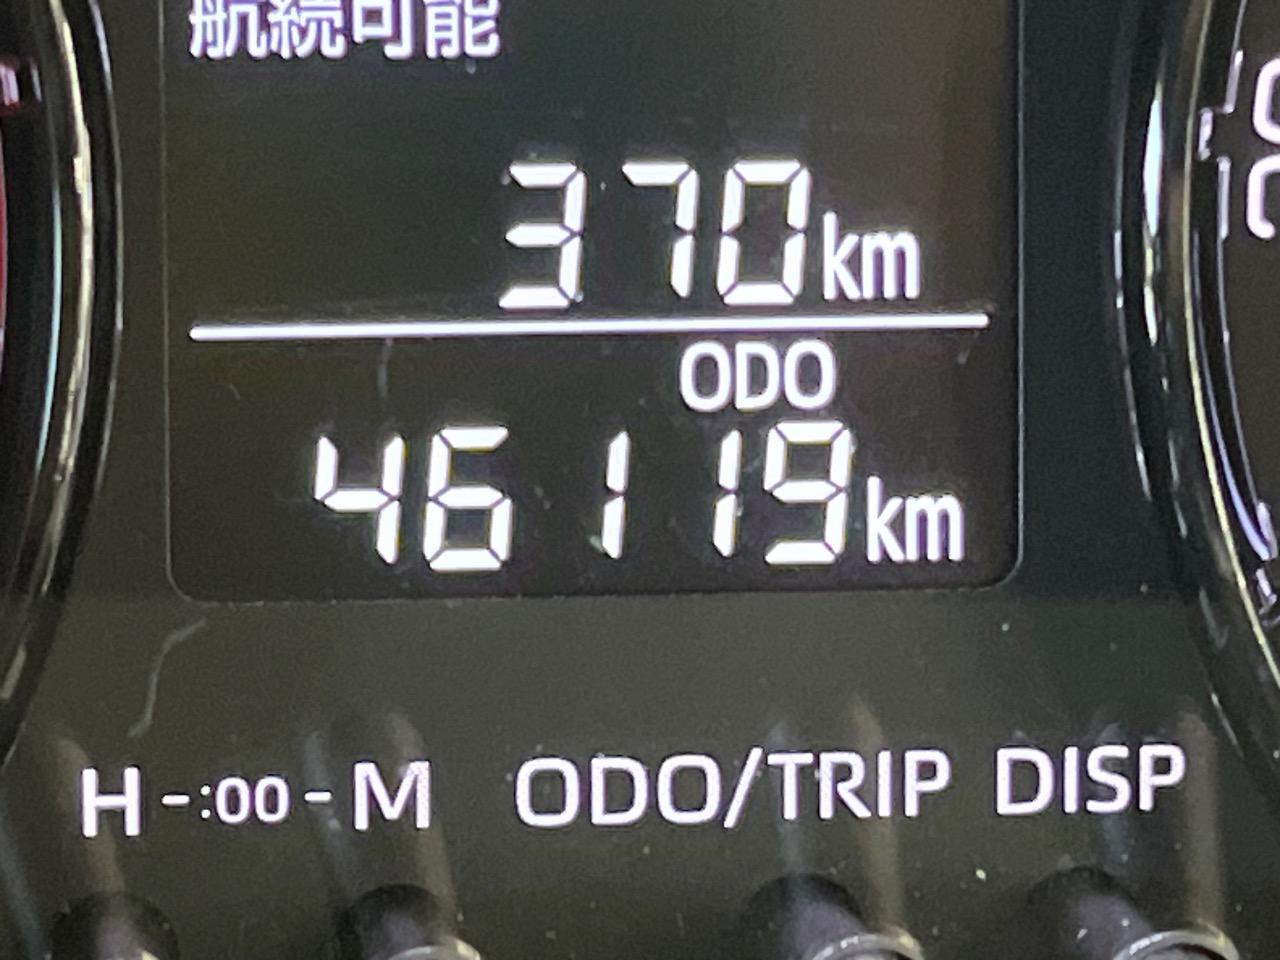 航続可能
370km
ODO
46119km
H-:00-M ODO/TRIP DISP